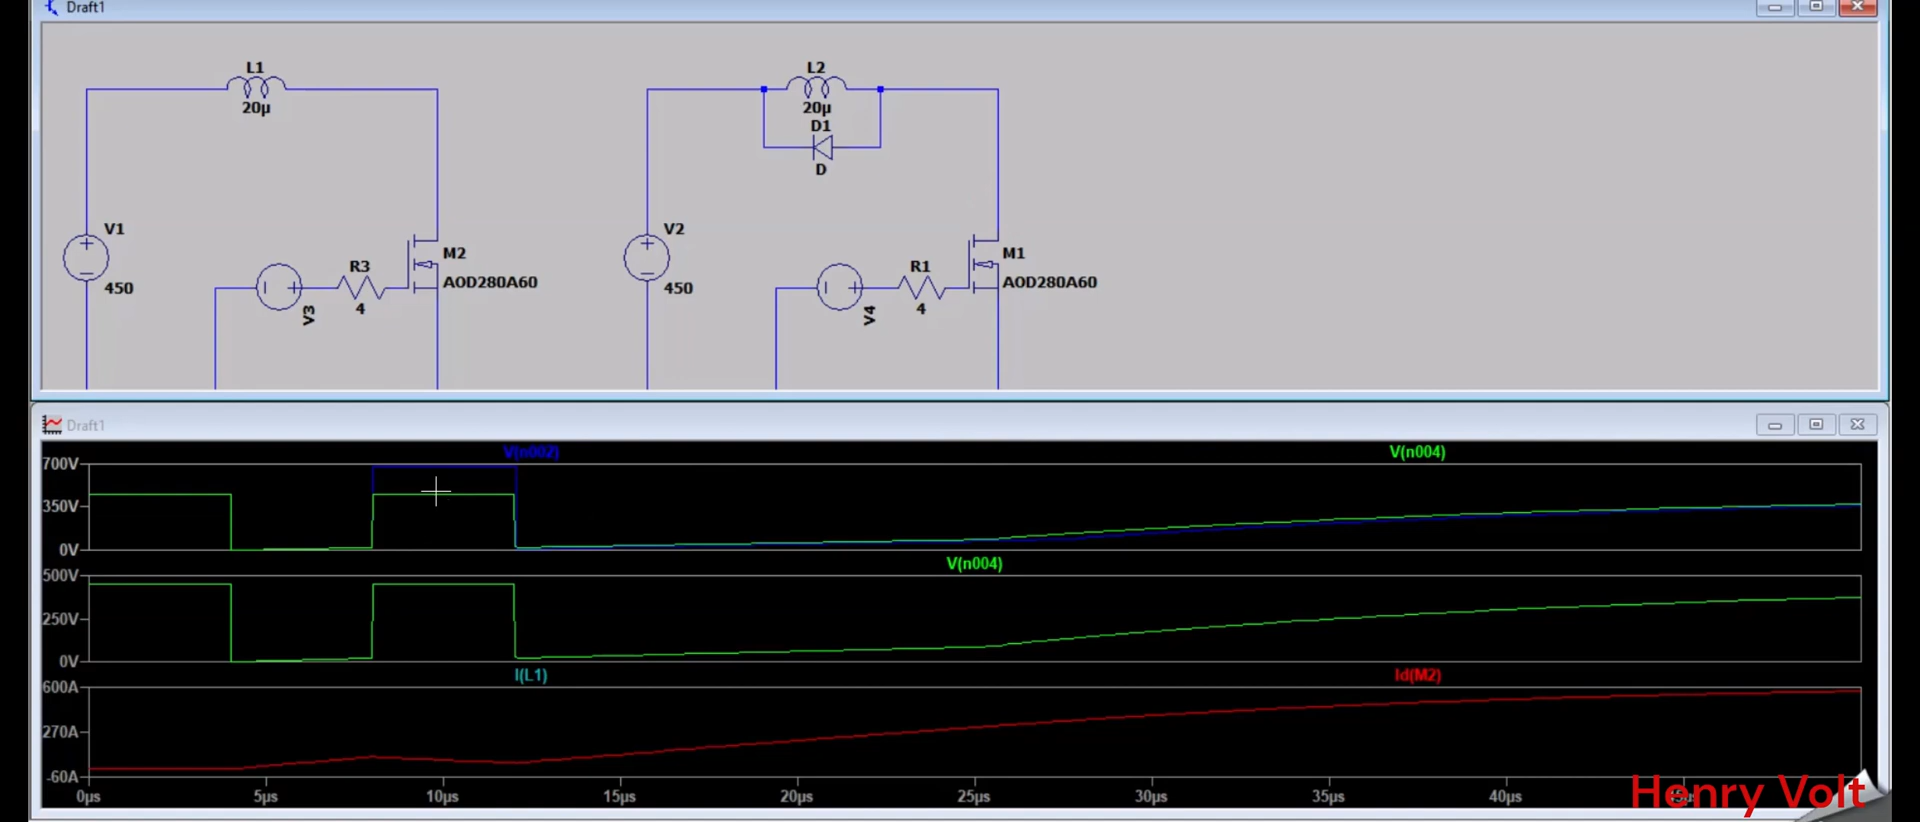 Draft1
L1
20µ
V1
450
R3
4
V3
M2
AOD280A60
L2
20µ
D1
D
V2
450
R1
4
V4
M1
AOD280A60
Draft1
V(n002) V(n004)
700V
350V
0V
V(n004)
500V
250V
0V
I(L1) Id(M2)
600A
270A
-60A
0µs 5µs 10µs 15µs 20µs 25µs 30µs 35µs 40µs
Henry Volt